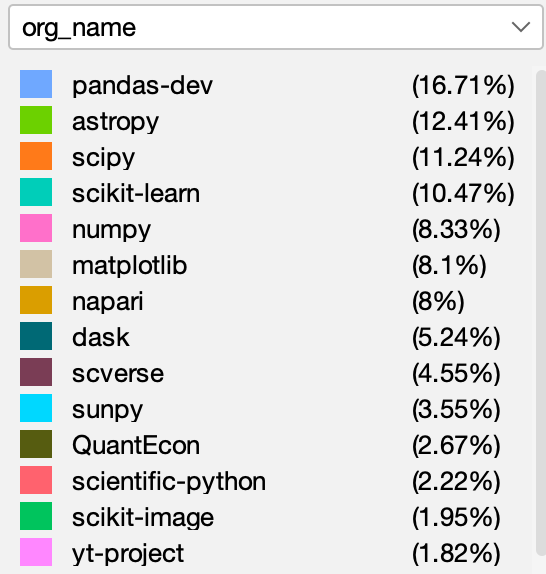 org_name
pandas-dev (16.71%)
astropy (12.41%)
scipy (11.24%)
scikit-learn (10.47%)
numpy (8.33%)
matplotlib (8.1%)
napari (8%)
dask (5.24%)
scverse (4.55%)
sunpy (3.55%)
QuantEcon (2.67%)
scientific-python (2.22%)
scikit-image (1.95%)
yt-project (1.82%)